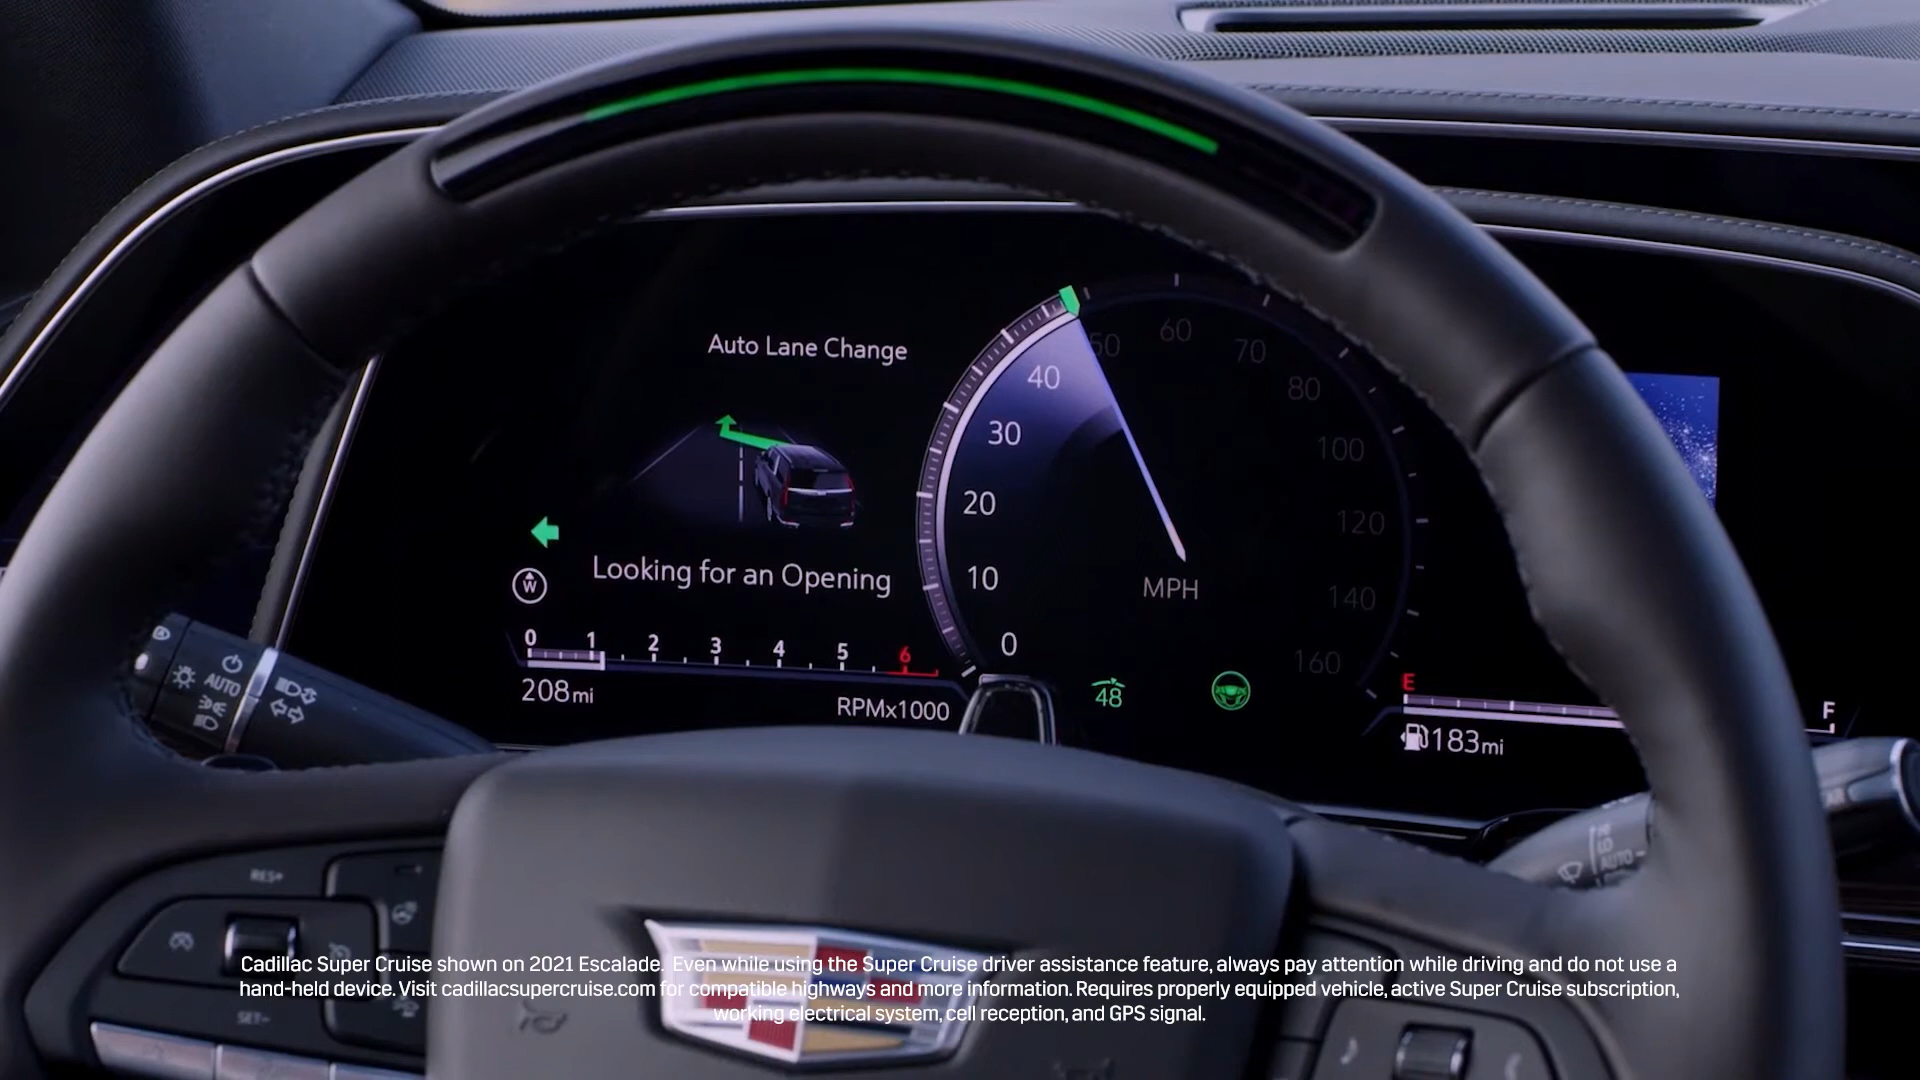 Auto Lane Change
50
60
70
40
80
30
100
20
120
10
140
0
160
MPH
Looking for an Opening
W
0 1 2 3 4 5 6
208mi
RPMx1000
48
E
F
183mi
AUTO
LO
AUTO
RES+
SET-
Cadillac Super Cruise shown on 2021 Escalade. Even while using the Super Cruise driver assistance feature, always pay attention while driving and do not use a
hand-held device. Visit cadillacsupercruise.com for compatible highways and more information. Requires properly equipped vehicle, active Super Cruise subscription,
working electrical system, cell reception, and GPS signal.